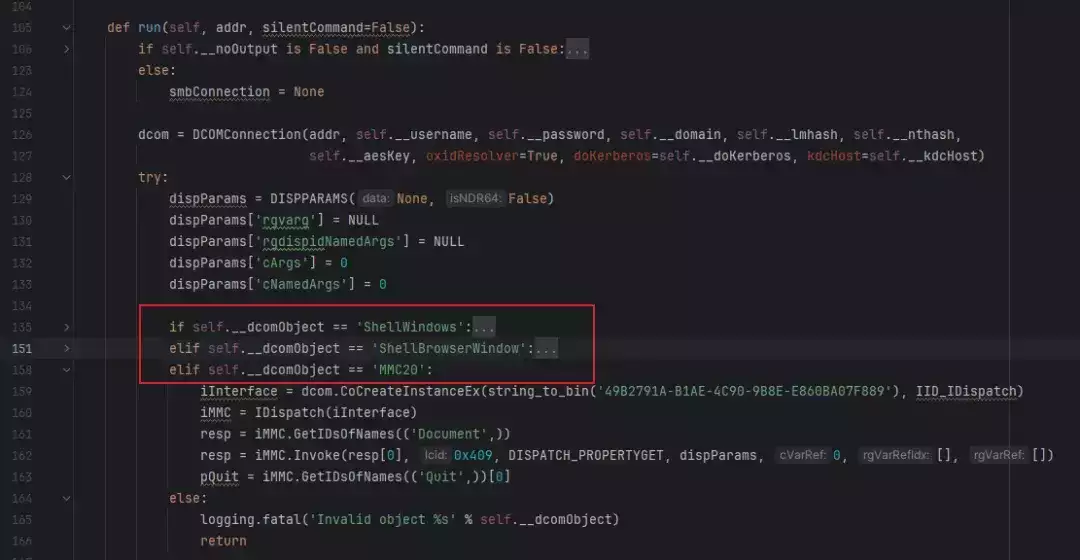 104
105 def run(self, addr, silentCommand=False):
106 if self.__noOutput is False and silentCommand is False:...
123 else:
124 smbConnection = None
125
126 dcom = DCOMConnection(addr, self.__username, self.__password, self.__domain, self.__lmhash, self.__nthash,
127 self.__aesKey, oxidResolver=True, doKerberos=self.__doKerberos, kdcHost=self.__kdcHost)
128 try:
129 dispParams = DISPPARAMS( data: None, isNDR64: False)
130 dispParams['rgvarg'] = NULL
131 dispParams['rgdispidNamedArgs'] = NULL
132 dispParams['cArgs'] = 0
133 dispParams['cNamedArgs'] = 0
134
135 if self.__dcomObject == 'ShellWindows':...
151 elif self.__dcomObject == 'ShellBrowserWindow':...
158 elif self.__dcomObject == 'MMC20':
159 iInterface = dcom.CoCreateInstanceEx(string_to_bin('49B2791A-B1AE-4C90-9B8E-E860BA07F889'), IID_IDispatch)
160 iMMC = IDispatch(iInterface)
161 resp = iMMC.GetIDsOfNames(('Document',))
162 resp = iMMC.Invoke(resp[0], lcid: 0x409, DISPATCH_PROPERTYGET, dispParams, cVarRef: 0, rgVarRefIdx: [], rgVarRef: [])
163 pQuit = iMMC.GetIDsOfNames(('Quit',))[0]
164 else:
165 logging.fatal('Invalid object %s' % self.__dcomObject)
166 return